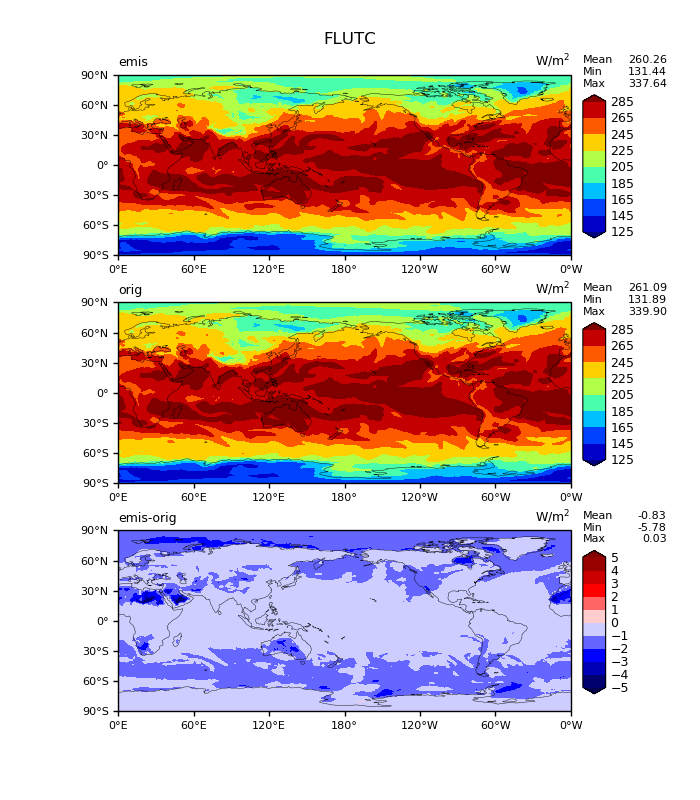 FLUTC
emis W/m² Mean 260.26
Min 131.44
Max 337.64
90°N 285
265
60°N 245
30°N 225
0° 205
30°S 185
165
60°S 145
90°S 125
0°E 60°E 120°E 180° 120°W 60°W 0°W
orig W/m² Mean 261.09
Min 131.89
Max 339.90
90°N 285
265
60°N 245
30°N 225
0° 205
30°S 185
165
60°S 145
90°S 125
0°E 60°E 120°E 180° 120°W 60°W 0°W
emis-orig W/m² Mean -0.83
Min -5.78
Max 0.03
90°N 5
4
60°N 3
2
30°N 1
0° 0
−1
30°S −2
−3
60°S −4
90°S −5
0°E 60°E 120°E 180° 120°W 60°W 0°W